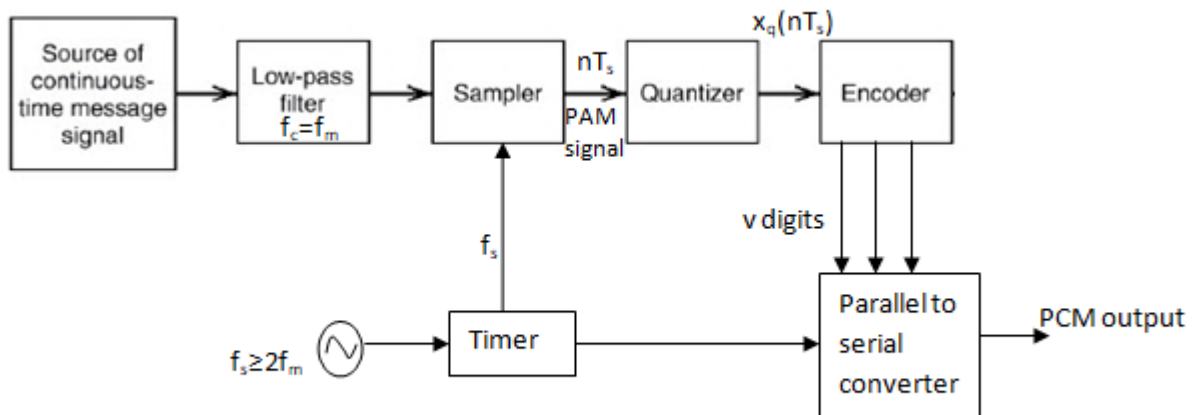 Source of
continuous-
time message
signal
Low-pass
filter
f_c=f_m
Sampler
nT_s
PAM
signal
Quantizer
x_q(nT_s)
Encoder
v digits
f_s
f_s≥2f_m
Timer
Parallel to
serial
converter
PCM output